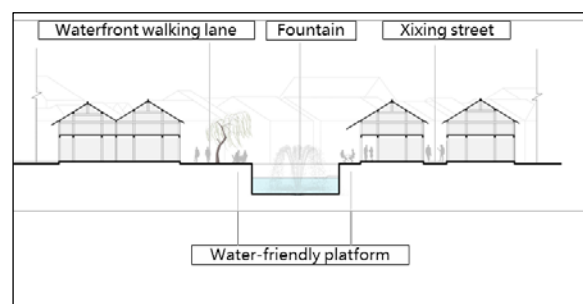 Waterfront walking lane
Fountain
Xixing street
Water-friendly platform